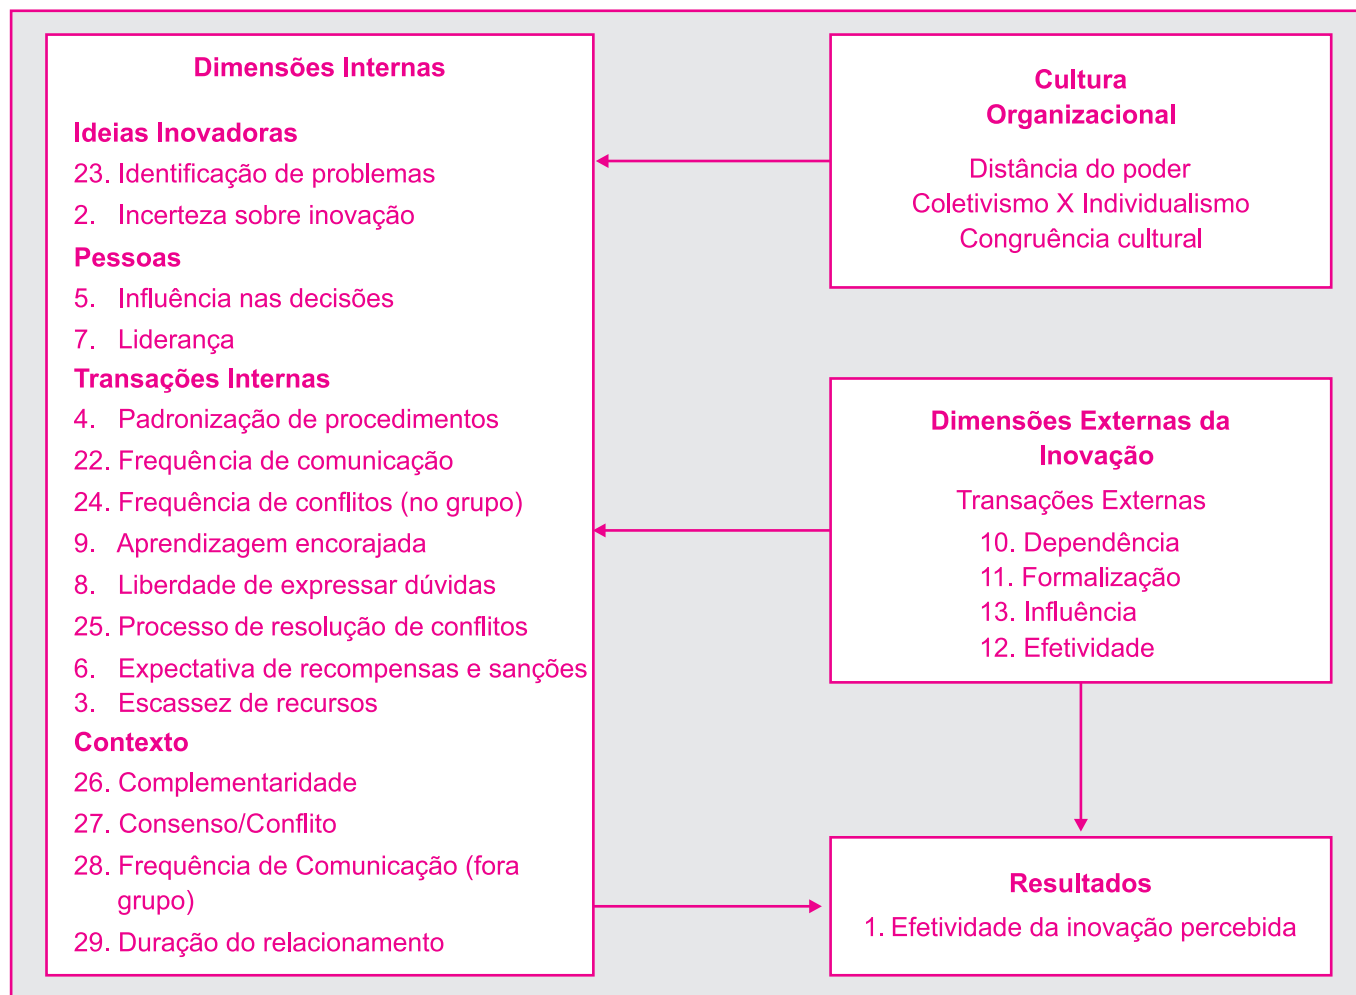 Dimensões Internas
Ideias Inovadoras
23. Identificação de problemas
2. Incerteza sobre inovação
Pessoas
5. Influência nas decisões
7. Liderança
Transações Internas
4. Padronização de procedimentos
22. Frequência de comunicação
24. Frequência de conflitos (no grupo)
9. Aprendizagem encorajada
8. Liberdade de expressar dúvidas
25. Processo de resolução de conflitos
6. Expectativa de recompensas e sanções
3. Escassez de recursos
Contexto
26. Complementaridade
27. Consenso/Conflito
28. Frequência de Comunicação (fora
grupo)
29. Duração do relacionamento
Cultura
Organizacional
Distância do poder
Coletivismo X Individualismo
Congruência cultural
Dimensões Externas da
Inovação
Transações Externas
10. Dependência
11. Formalização
13. Influência
12. Efetividade
Resultados
1. Efetividade da inovação percebida